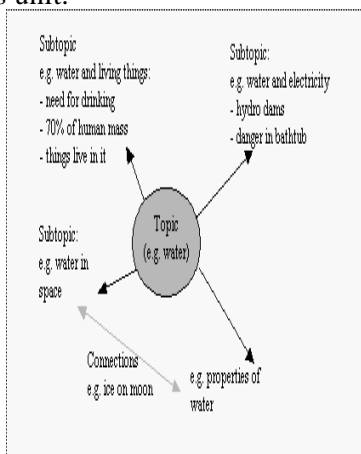 Subtopic
e.g. water and living things:
- need for drinking
- 70% of human mass
- things live in it
Subtopic:
e.g. water and electricity
- hydro dams
- danger in bathtub
Topic
(e.g. water)
Subtopic:
e.g. water in
space
Connections
e.g. ice on moon
e.g. properties of
water